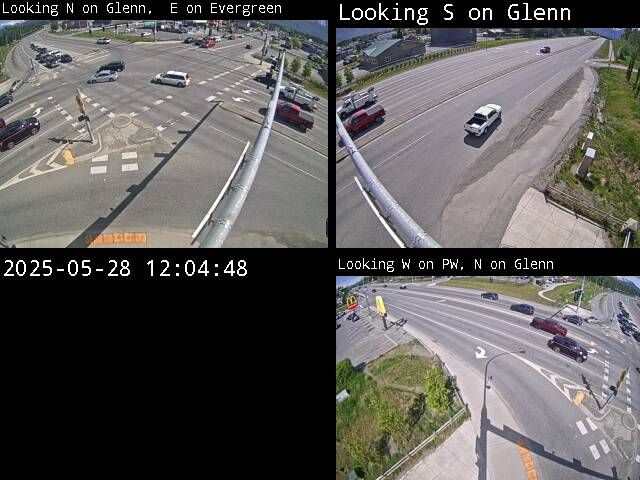 Looking N on Glenn,  E on Evergreen
Looking S on Glenn
2025-05-28 12:04:48
Looking W on PW, N on Glenn